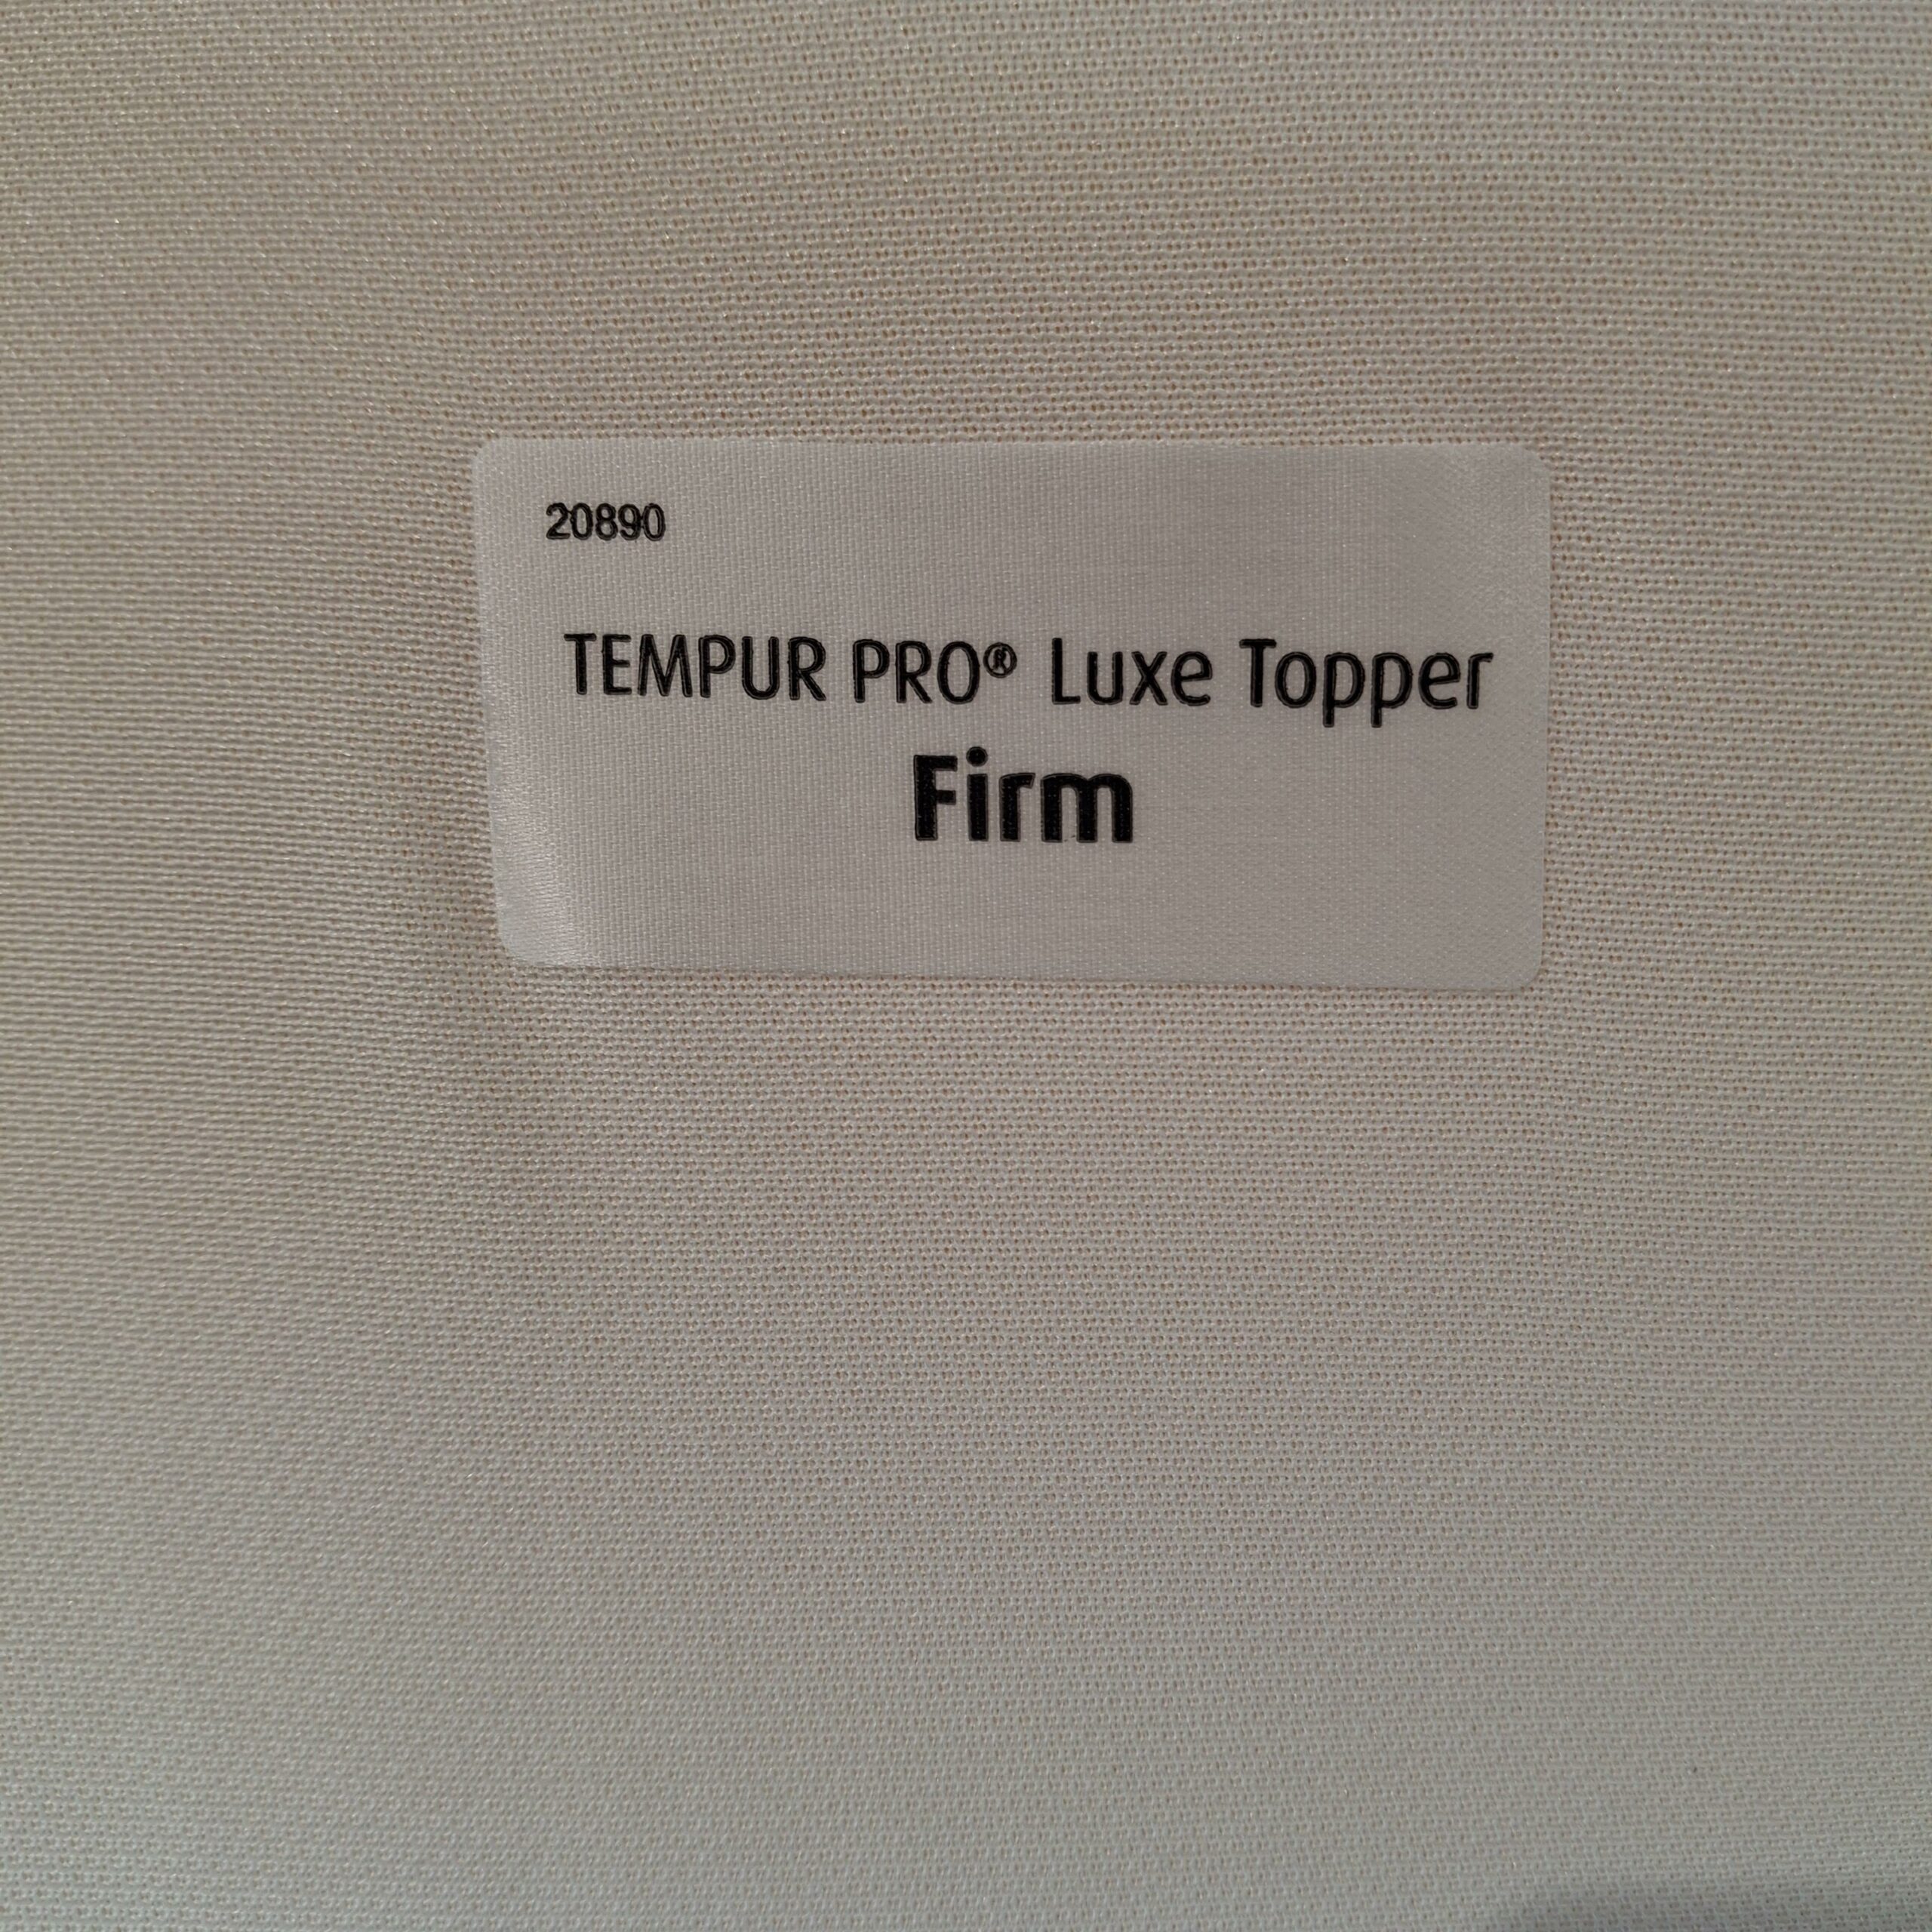 20890
TEMPUR PRO® Luxe Topper
Firm